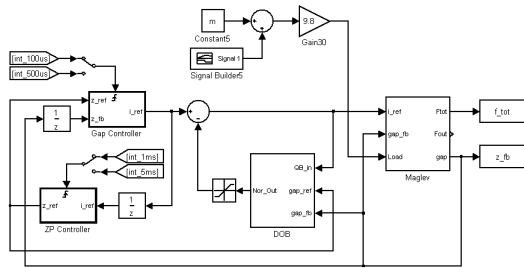 m
Constant5
9.8
Gain30
Signal 1
Signal Builder5
[int_100us]
[int_500us]
z_ref
i_ref
z_fb
Gap Controller
1
z
[int_1ms]
[int_5ms]
z_ref
i_ref
ZP Controller
1
z
QB_in
Nor_Out
gap_ref
gap_fb
DOB
i_ref
Ftot
gap_fb
Fout
Load
gap
Maglev
f_tot
z_fb